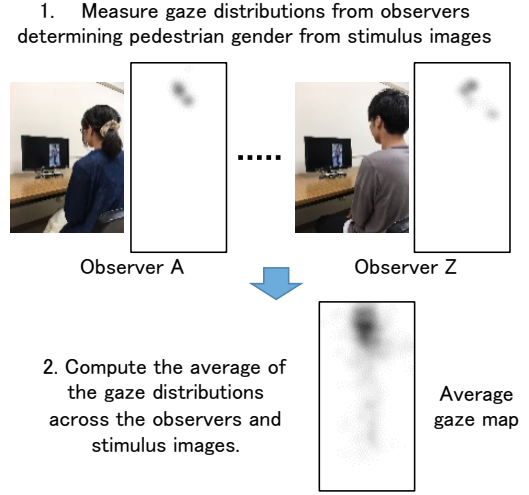 1. Measure gaze distributions from observers
determining pedestrian gender from stimulus images
.....
Observer A
Observer Z
2. Compute the average of
the gaze distributions
across the observers and
stimulus images.
Average
gaze map